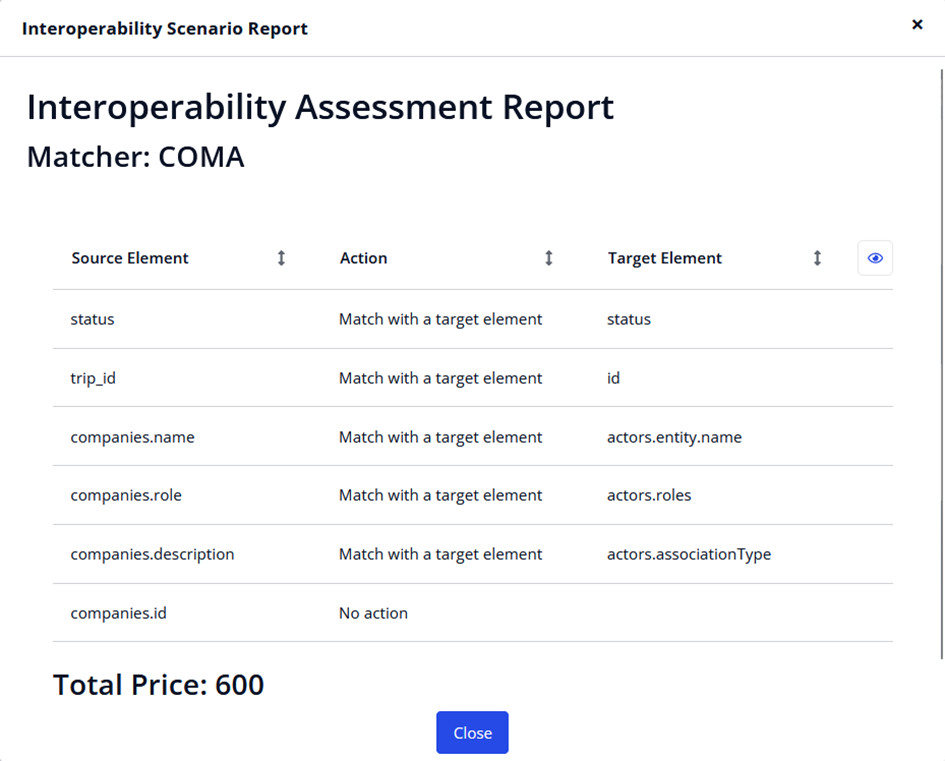 Interoperability Scenario Report
Interoperability Assessment Report
Matcher: COMA
Source Element Action Target Element
status Match with a target element status
trip_id Match with a target element id
companies.name Match with a target element actors.entity.name
companies.role Match with a target element actors.roles
companies.description Match with a target element actors.associationType
companies.id No action
Total Price: 600
Close